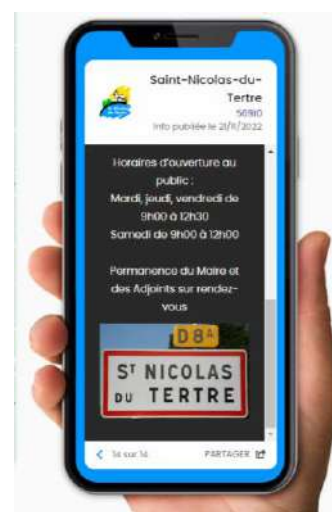 Saint-Nicolas-du-
Tertre
56910
Info publiée le 21/11/2022
Horaires d'ouverture au
public :
Mardi, jeudi, vendredi de
9h00 à 12h30
Samedi de 9h00 à 12h00
Permanence du Maire et
des Adjoints sur rendez-
vous
D 8A
ST NICOLAS
DU TERTRE
14 sur 14
PARTAGER